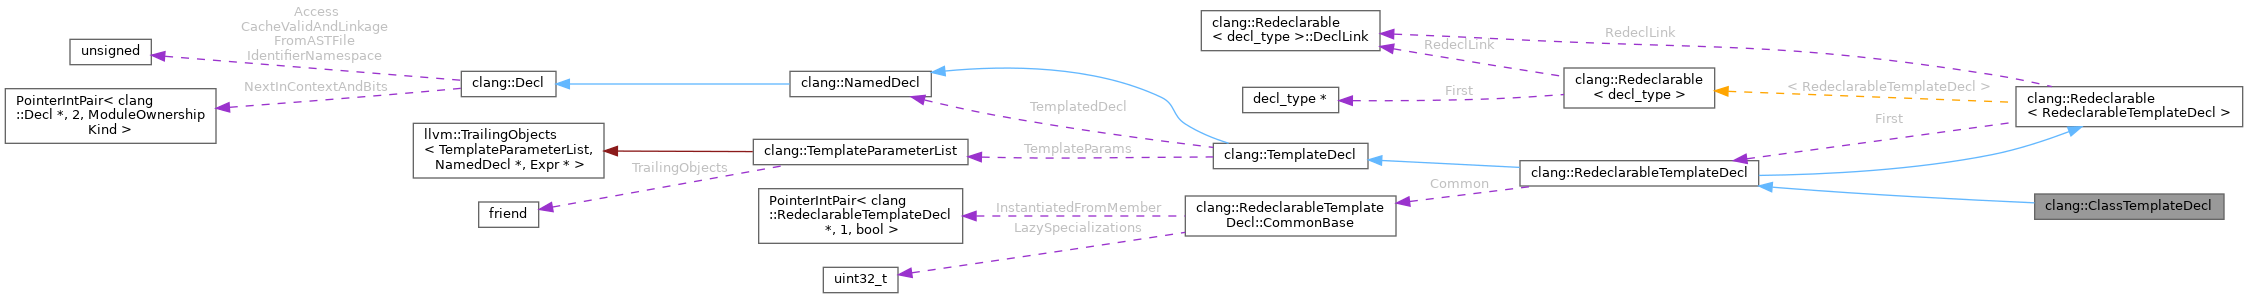 Access
CacheValidAndLinkage
FromASTFile
IdentifierNamespace
unsigned
NextInContextAndBits
PointerIntPair< clang
::Decl *, 2, ModuleOwnership
Kind >
clang::Decl
clang::NamedDecl
llvm::TrailingObjects
< TemplateParameterList,
NamedDecl *, Expr * >
clang::TemplateParameterList
TrailingObjects
friend
PointerIntPair< clang
::RedeclarableTemplateDecl
*, 1, bool >
uint32_t
TemplatedDecl
TemplateParams
InstantiatedFromMember
LazySpecializations
clang::Redeclarable
< decl_type >::DeclLink
decl_type *
clang::TemplateDecl
clang::RedeclarableTemplate
Decl::CommonBase
RedeclLink
RedeclLink
First
Common
clang::Redeclarable
< decl_type >
clang::RedeclarableTemplateDecl
< RedeclarableTemplateDecl >
First
clang::Redeclarable
< RedeclarableTemplateDecl >
clang::ClassTemplateDecl